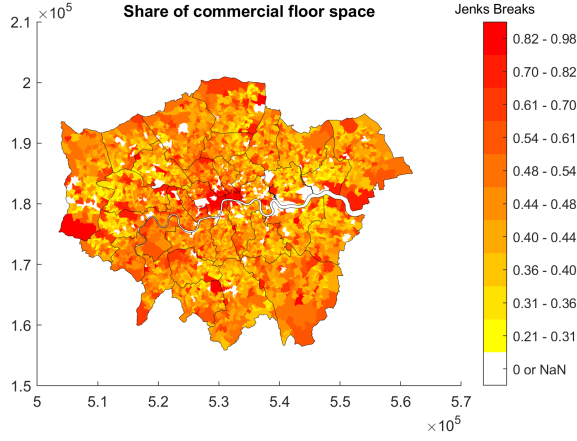 Share of commercial floor space
Jenks Breaks
×10⁵
2.1
2
1.9
1.8
1.7
1.6
1.5
5
5.1
5.2
5.3
5.4
5.5
5.6
5.7
×10⁵
0.82 - 0.98
0.70 - 0.82
0.61 - 0.70
0.54 - 0.61
0.48 - 0.54
0.44 - 0.48
0.40 - 0.44
0.36 - 0.40
0.31 - 0.36
0.21 - 0.31
0 or NaN